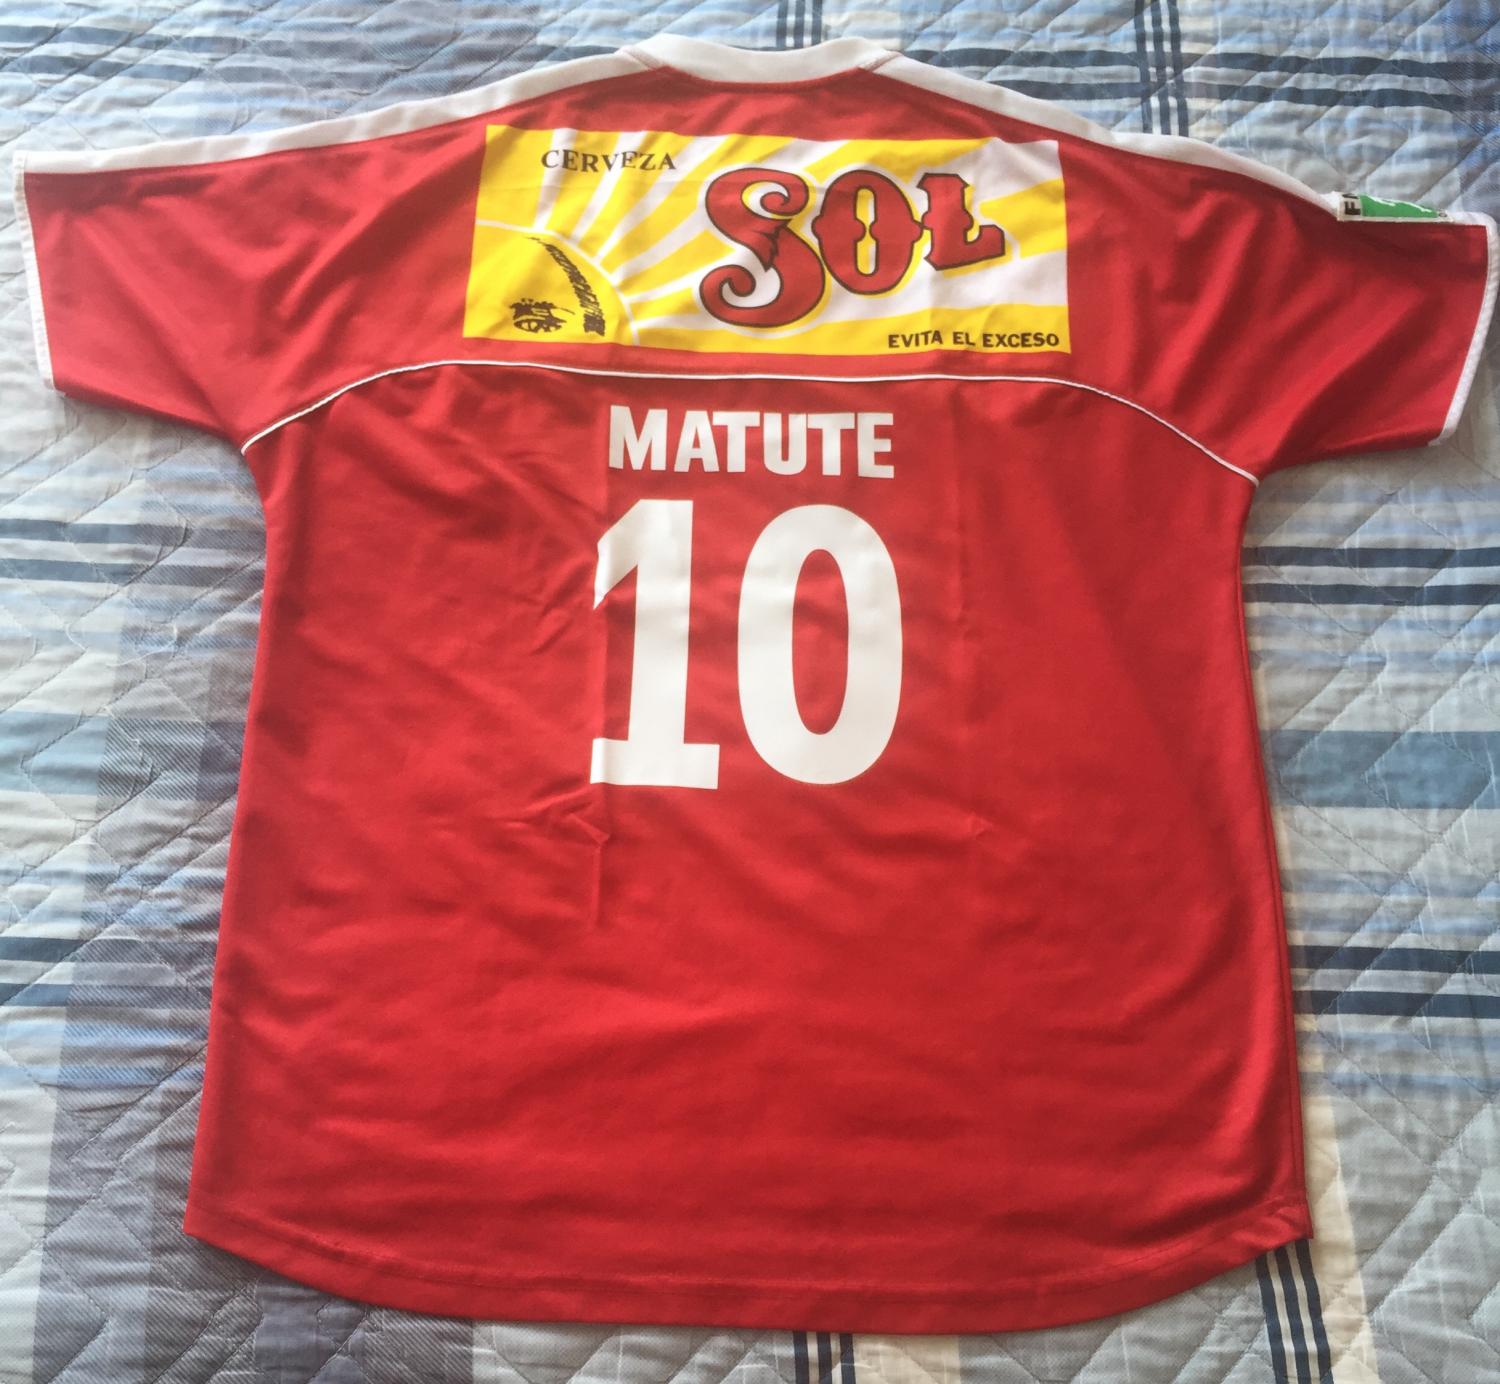 CERVEZA
SOL
EVITA EL EXCESO
MATUTE
10